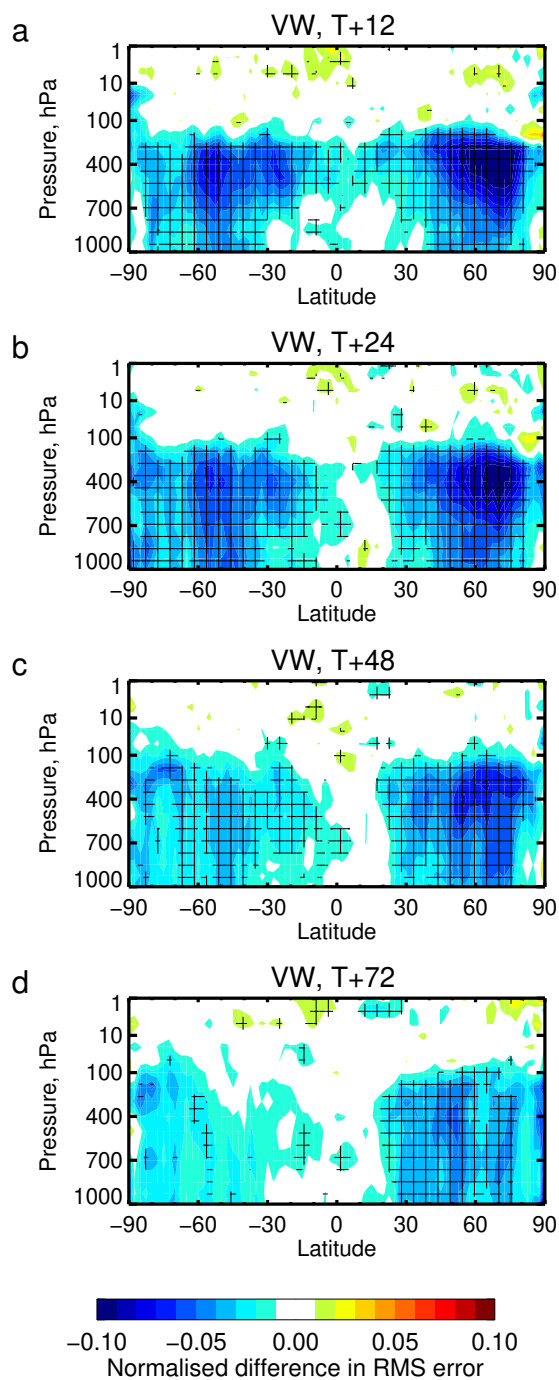 a
VW, T+12
Pressure, hPa
1
10
100
400
700
1000
−90 −60 −30 0 30 60 90
Latitude
b
VW, T+24
Pressure, hPa
1
10
100
400
700
1000
−90 −60 −30 0 30 60 90
Latitude
c
VW, T+48
Pressure, hPa
1
10
100
400
700
1000
−90 −60 −30 0 30 60 90
Latitude
d
VW, T+72
Pressure, hPa
1
10
100
400
700
1000
−90 −60 −30 0 30 60 90
Latitude
−0.10 −0.05 0.00 0.05 0.10
Normalised difference in RMS error